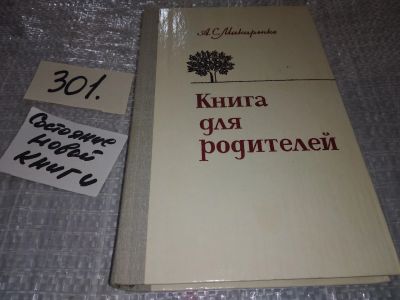 301.
Состояние
новой
книги
А. С. Макаренко
Книга
для
родителей